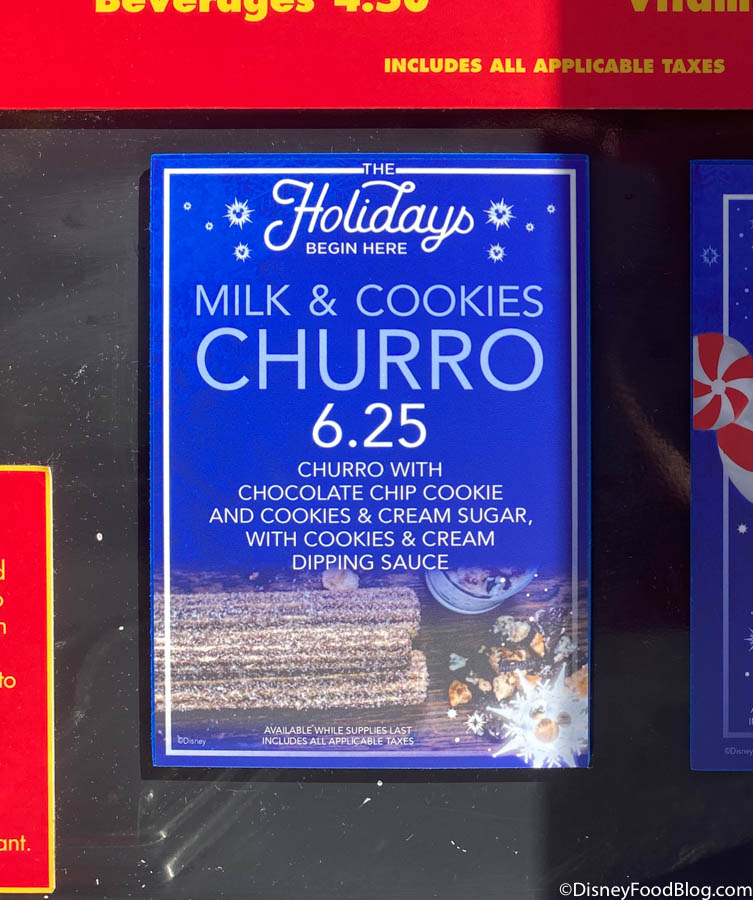 Beverages 4.50
INCLUDES ALL APPLICABLE TAXES
THE
Holidays
BEGIN HERE
MILK & COOKIES
CHURRO
6.25
CHURRO WITH
CHOCOLATE CHIP COOKIE
AND COOKIES & CREAM SUGAR,
WITH COOKIES & CREAM
DIPPING SAUCE
AVAILABLE WHILE SUPPLIES LAST
INCLUDES ALL APPLICABLE TAXES
©Disney
to
ant.
©Disney
©DisneyFoodBlog.com